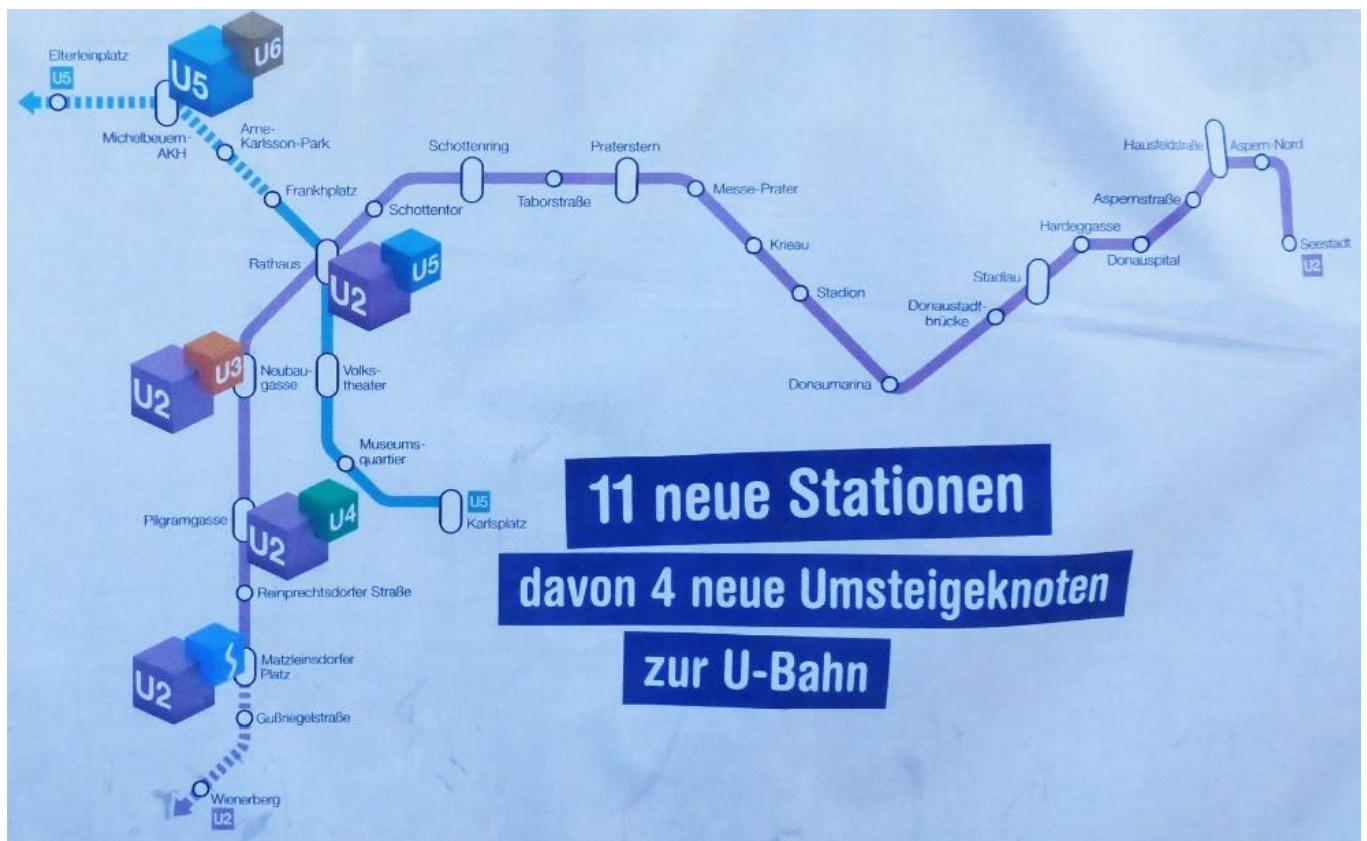 Elterleinplatz
U5
U5
U6
Michelbeuern-
AKH
Arne-
Karlsson-Park
Frankhplatz
Schottenring
Praterstern
Hausfeldstraße
Aspern-Nord
Schottentor
Taborstraße
Messe-Prater
Aspernstraße
Rathaus
U2
U5
Krieau
Hardeggasse
Donauspital
Seestadt
U2
Stadion
Stadlau
Donaustadt-
brücke
U2
U3
Neubau-
gasse
Volks-
theater
Donaumarina
Museums-
quartier
U5
Karlsplatz
Pilgramgasse
U2
U4
Reinprechtsdorfer Straße
U2
Matzleinsdorfer
Platz
Gußriegelstraße
Wienerberg
U2
11 neue Stationen
davon 4 neue Umsteigeknoten
zur U-Bahn